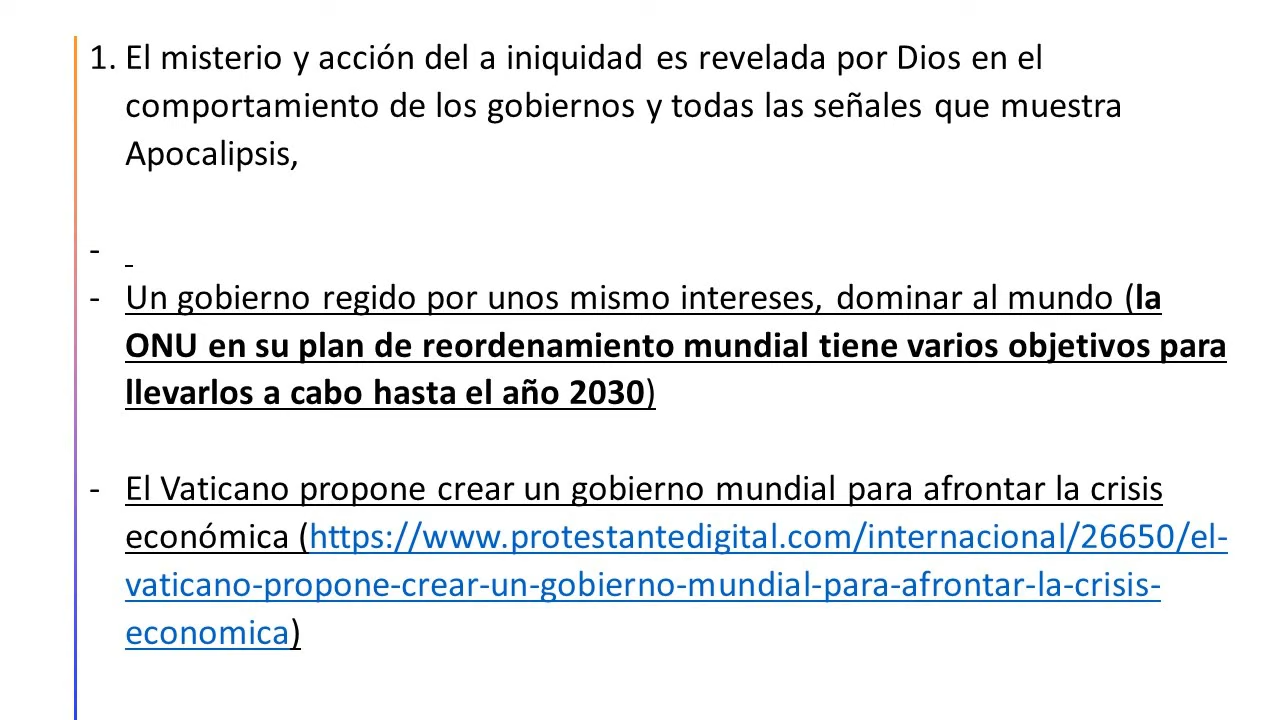 1. El misterio y acción del a iniquidad es revelada por Dios en el
comportamiento de los gobiernos y todas las señales que muestra
Apocalipsis,
-
- Un gobierno regido por unos mismo intereses, dominar al mundo (la
ONU en su plan de reordenamiento mundial tiene varios objetivos para
llevarlos a cabo hasta el año 2030)
- El Vaticano propone crear un gobierno mundial para afrontar la crisis
económica (https://www.protestantedigital.com/internacional/26650/el-
vaticano-propone-crear-un-gobierno-mundial-para-afrontar-la-crisis-
economica)